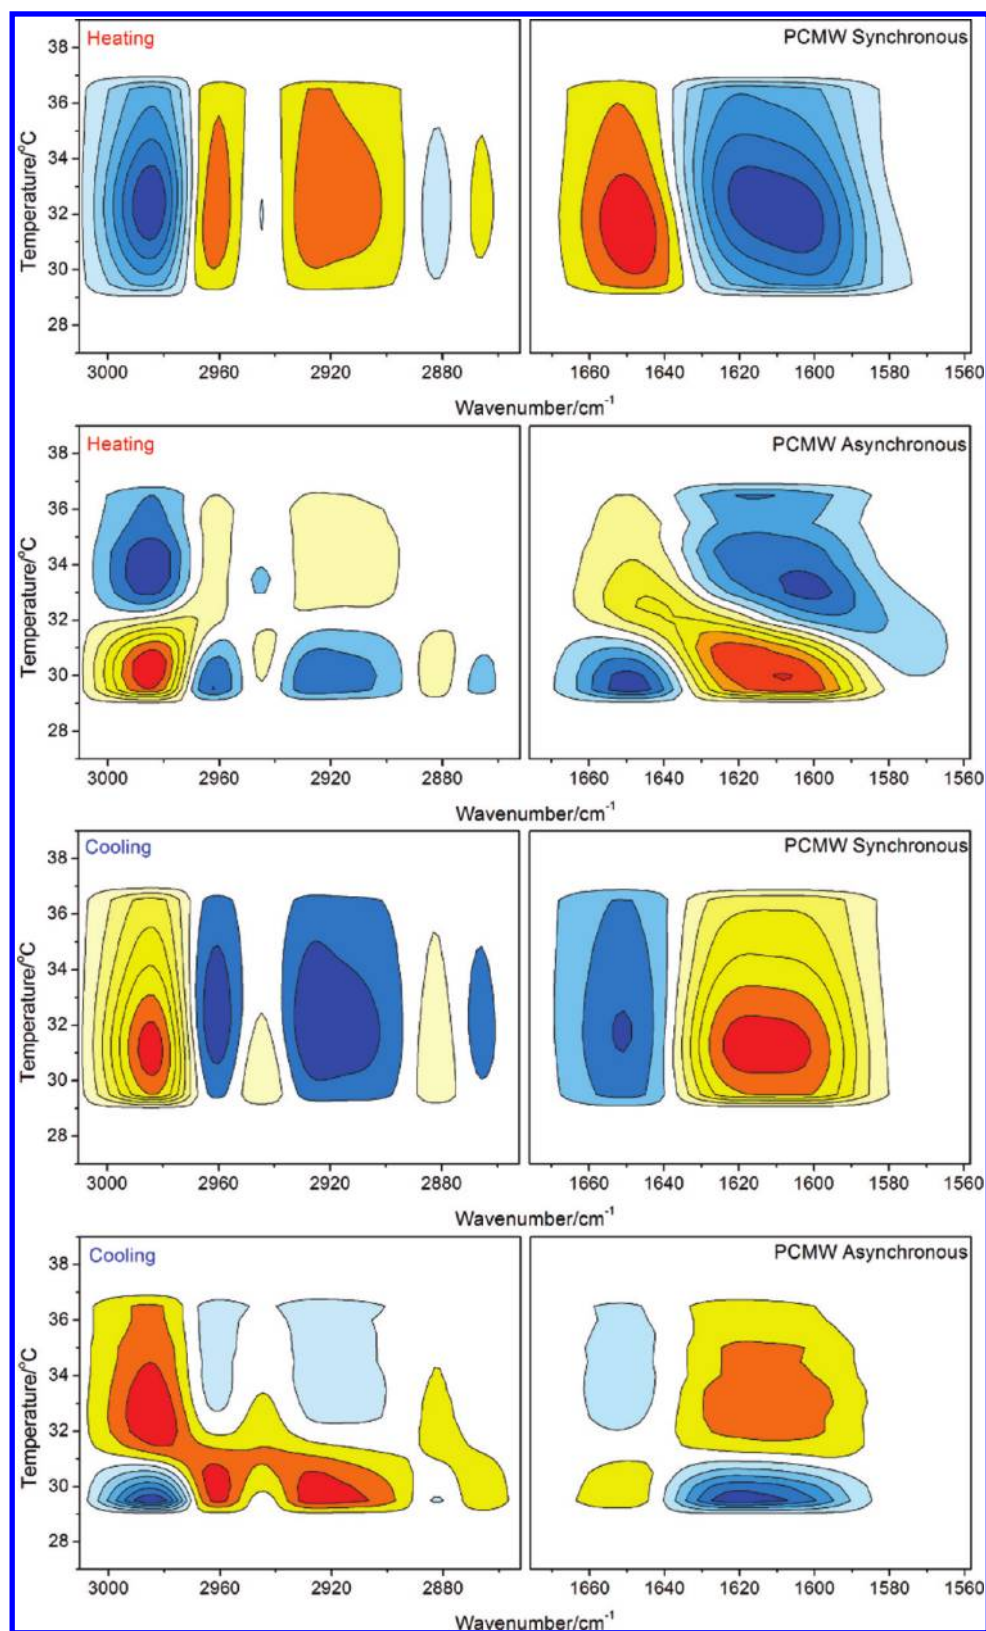 Heating
PCMW Synchronous
Temperature/°C
38
36
34
32
30
28
3000 2960 2920 2880
1660 1640 1620 1600 1580 1560
Wavenumber/cm⁻¹
Heating
PCMW Asynchronous
Temperature/°C
38
36
34
32
30
28
3000 2960 2920 2880
1660 1640 1620 1600 1580 1560
Wavenumber/cm⁻¹
Cooling
PCMW Synchronous
Temperature/°C
38
36
34
32
30
28
3000 2960 2920 2880
1660 1640 1620 1600 1580 1560
Wavenumber/cm⁻¹
Cooling
PCMW Asynchronous
Temperature/°C
38
36
34
32
30
28
3000 2960 2920 2880
1660 1640 1620 1600 1580 1560
Wavenumber/cm⁻¹